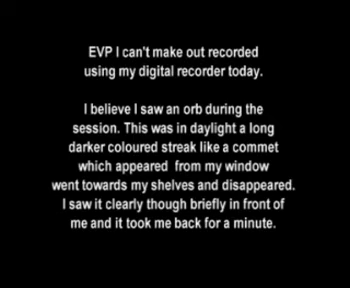 EVP I can't make out recorded
using my digital recorder today.
I believe I saw an orb during the
session. This was in daylight a long
darker coloured streak like a commet
which appeared from my window
went towards my shelves and disappeared.
I saw it clearly though briefly in front of
me and it took me back for a minute.